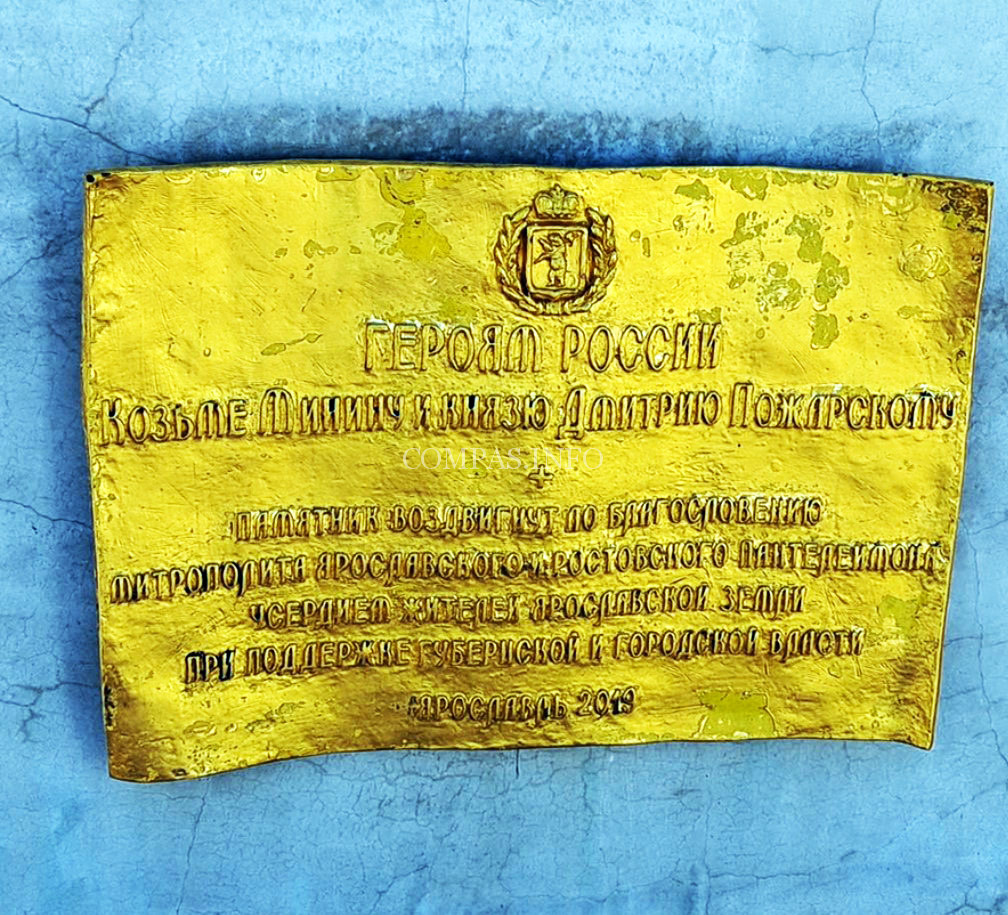 ГЕРОЯМ РОССИИ
КОЗЬМЕ МИНИНУ И КНЯЗЮ ДМИТРИЮ ПОЖАРСКОМУ
COMPAS.INFO
+
ПАМЯТНИК ВОЗДВИГНУТ ПО БЛАГОСЛОВЕНИЮ
МИТРОПОЛИТА ЯРОСЛАВСКОГО И РОСТОВСКОГО ПАНТЕЛЕИМОНА
УСЕРДИЕМ ЖИТЕЛЕЙ ЯРОСЛАВСКОЙ ЗЕМЛИ
ПРИ ПОДДЕРЖКЕ ГУБЕРНСКОЙ И ГОРОДСКОЙ ВЛАСТИ
ЯРОСЛАВЛЬ 2019